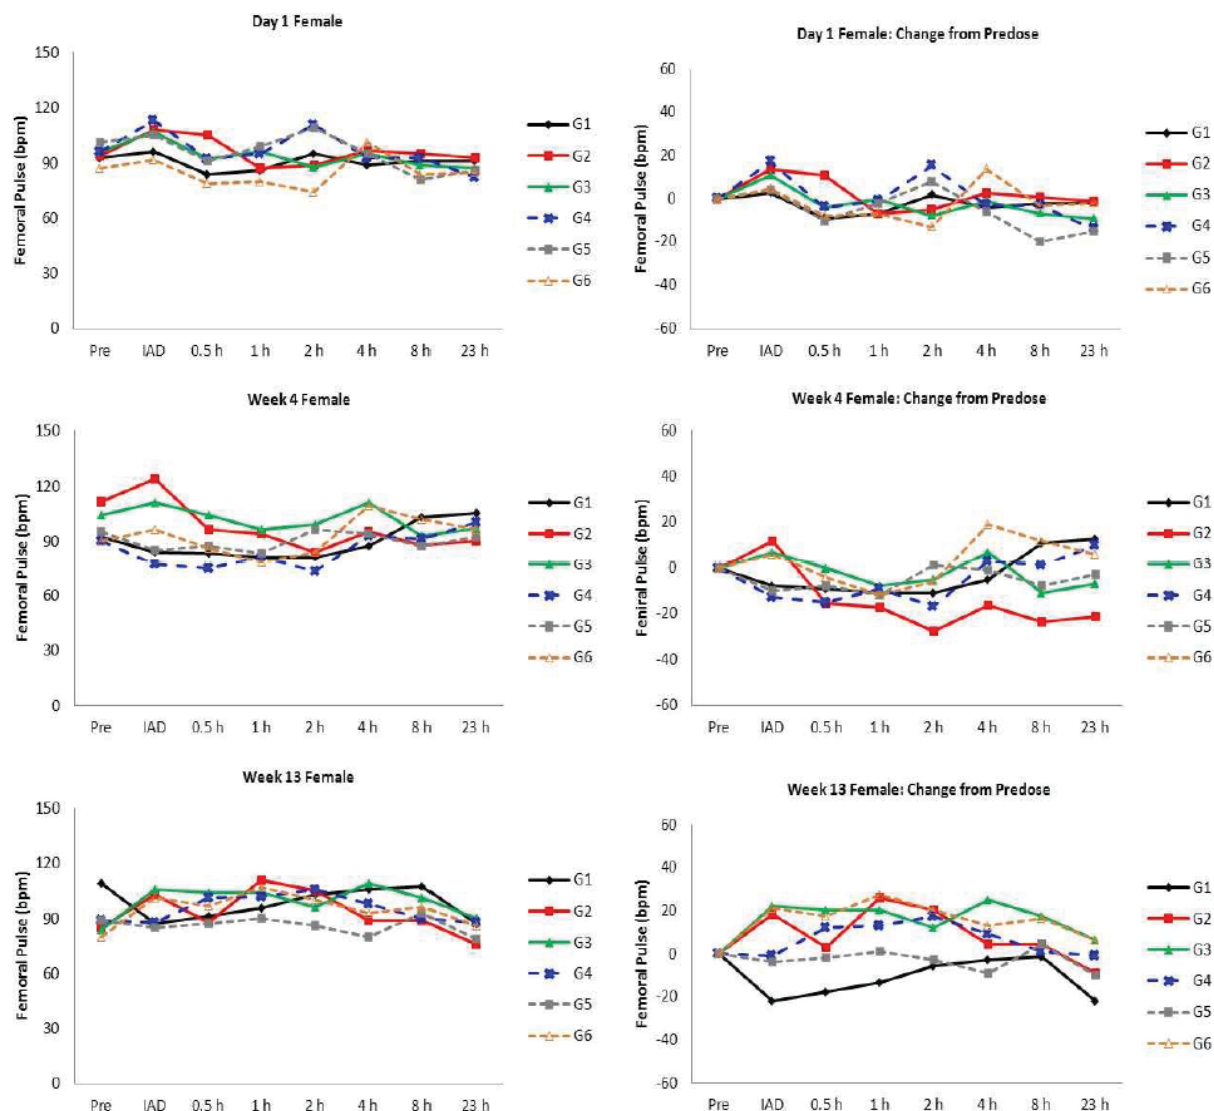 Day 1 Female
150
120
90
60
30
0
Femoral Pulse (bpm)
Pre IAD 0.5 h 1 h 2 h 4 h 8 h 23 h
G1
G2
G3
G4
G5
G6
Day 1 Female: Change from Predose
60
40
20
0
-20
-40
-60
Femoral Pulse (bpm)
Pre IAD 0.5 h 1 h 2 h 4 h 8 h 23 h
G1
G2
G3
G4
G5
G6
Week 4 Female
150
120
90
60
30
0
Femoral Pulse (bpm)
Pre IAD 0.5 h 1 h 2 h 4 h 8 h 23 h
G1
G2
G3
G4
G5
G6
Week 4 Female: Change from Predose
60
40
20
0
-20
-40
-60
Femiral Pulse (bpm)
Pre IAD 0.5 h 1 h 2 h 4 h 8 h 23 h
G1
G2
G3
G4
G5
G6
Week 13 Female
150
120
90
60
30
0
Femoral Pulse (bpm)
Pre IAD 0.5 h 1 h 2 h 4 h 8 h 23 h
G1
G2
G3
G4
G5
G6
Week 13 Female: Change from Predose
60
40
20
0
-20
-40
-60
Femoral Pulse (bpm)
Pre IAD 0.5 h 1 h 2 h 4 h 8 h 23 h
G1
G2
G3
G4
G5
G6